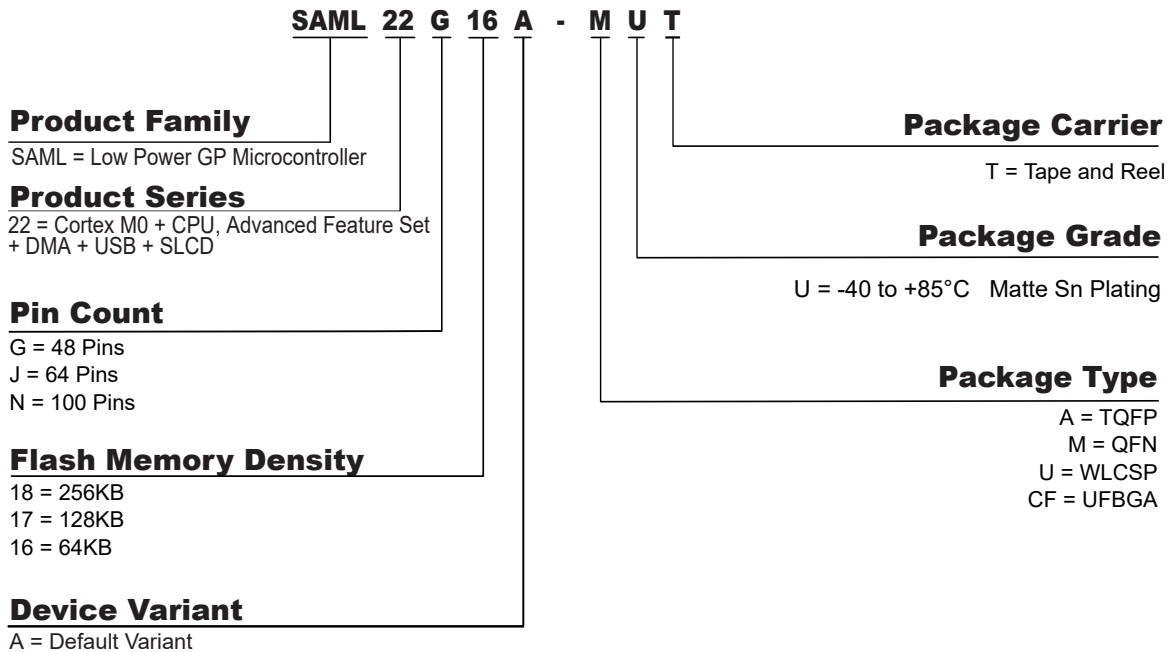 SAML 22 G 16 A - M U T
Product Family
SAML = Low Power GP Microcontroller
Product Series
22 = Cortex M0 + CPU, Advanced Feature Set
+ DMA + USB + SLCD
Pin Count
G = 48 Pins
J = 64 Pins
N = 100 Pins
Flash Memory Density
18 = 256KB
17 = 128KB
16 = 64KB
Device Variant
A = Default Variant
Package Carrier
T = Tape and Reel
Package Grade
U = -40 to +85°C Matte Sn Plating
Package Type
A = TQFP
M = QFN
U = WLCSP
CF = UFBGA